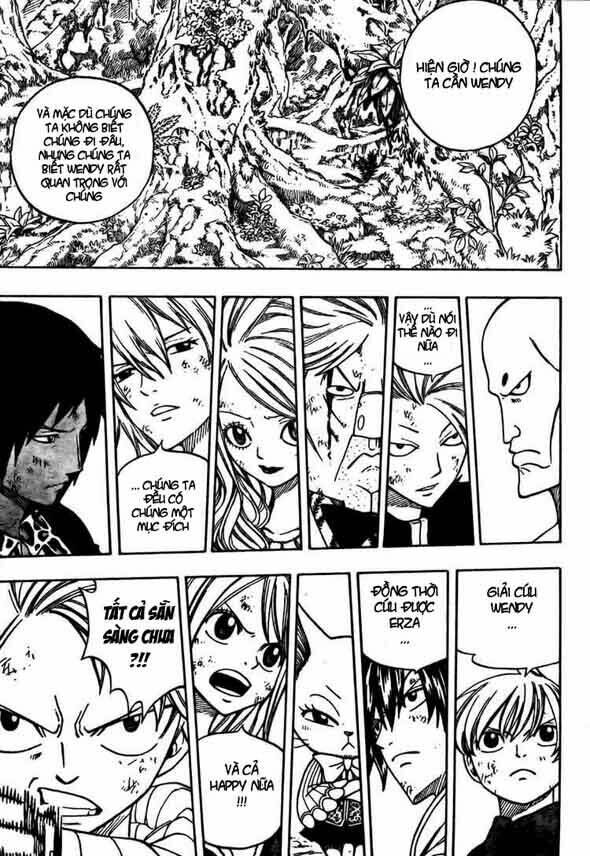 HIỆN GIỜ ! CHÚNG
TA CẦN WENDY
VÀ MẶC DÙ CHÚNG
TA KHÔNG BIẾT
CHÚNG ĐI ĐÂU,
NHƯNG CHÚNG TA
BIẾT WENDY RẤT
QUAN TRỌNG VỚI
CHÚNG
...
VẬY DÙ NÓI
THẾ NÀO ĐI
NỮA
...
... CHÚNG TA
ĐỀU CÓ
CHÚNG MỘT
MỤC ĐÍCH
GIẢI CỨU
WENDY
...
ĐỒNG THỜI
CỨU ĐƯỢC
ERZA
...
VÀ CẢ
HAPPY NỮA
!!!
TẤT CẢ SẴN
SÀNG CHƯA
?!!